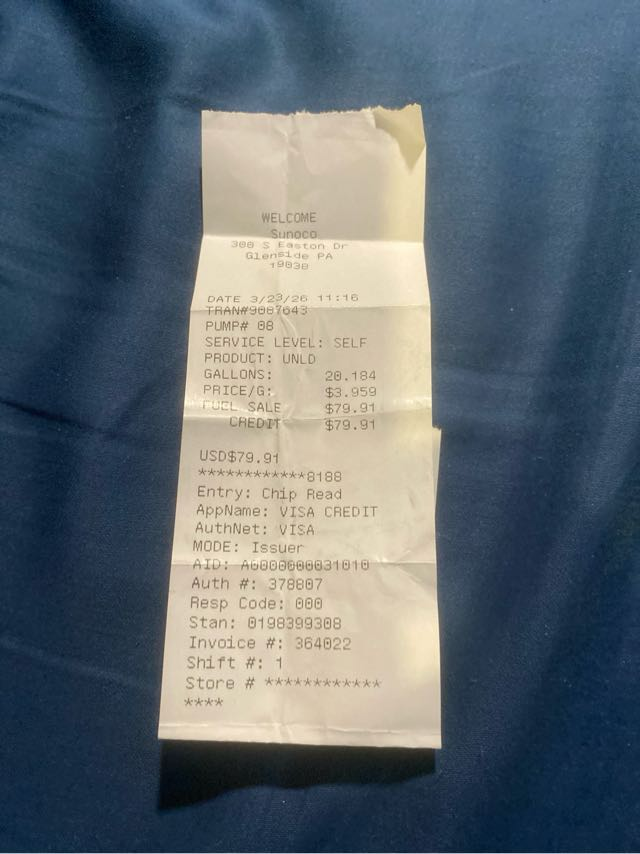 WELCOME
Sunoco
300 S Easton Dr
Glenside PA
19038
DATE 3/23/26 11:16
TRAN#9087643
PUMP# 08
SERVICE LEVEL: SELF
PRODUCT: UNLD
GALLONS: 20.184
PRICE/G: $3.959
FUEL SALE $79.91
CREDIT $79.91
USD$79.91
************8188
Entry: Chip Read
AppName: VISA CREDIT
AuthNet: VISA
MODE: Issuer
AID: A0000000031010
Auth #: 378807
Resp Code: 000
Stan: 0198399308
Invoice #: 364022
Shift #: 1
Store # ************
****